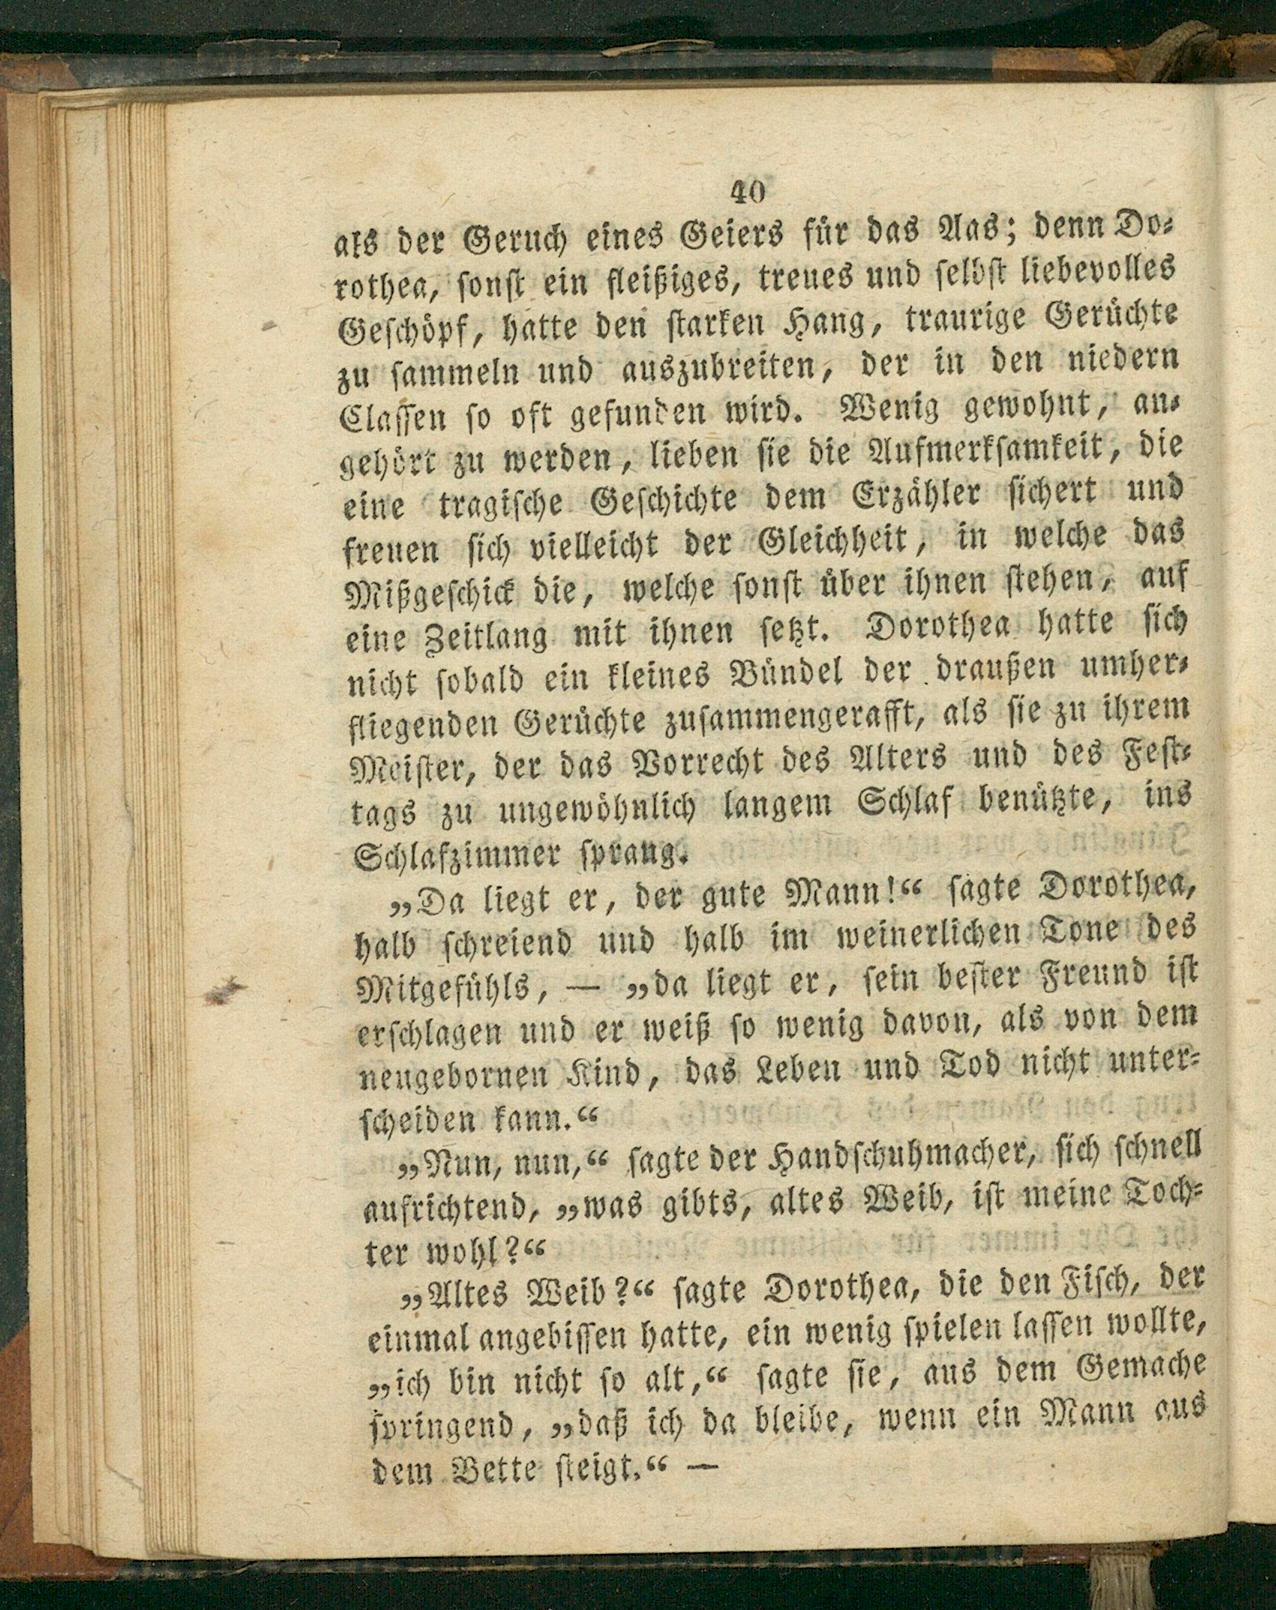 40
als der Geruch eines Geiers für das Aas; denn Do-
rothea, sonst ein fleißiges, treues und selbst liebevolles
Geschöpf, hatte den starken Hang, traurige Gerüchte
zu sammeln und auszubreiten, der in den niedern
Classen so oft gefunden wird. Wenig gewohnt, an-
gehört zu werden, lieben sie die Aufmerksamkeit, die
eine tragische Geschichte dem Erzähler sichert und
freuen sich vielleicht der Gleichheit, in welche das
Mißgeschick die, welche sonst über ihnen stehen, auf
eine Zeitlang mit ihnen setzt. Dorothea hatte sich
nicht sobald ein kleines Bündel der draußen umher-
fliegenden Gerüchte zusammengerafft, als sie zu ihrem
Meister, der das Vorrecht des Alters und des Fest-
tags zu ungewöhnlich langem Schlaf benützte, ins
Schlafzimmer sprang.
„Da liegt er, der gute Mann!“ sagte Dorothea,
halb schreiend und halb im weinerlichen Tone des
Mitgefühls, — „da liegt er, sein bester Freund ist
erschlagen und er weiß so wenig davon, als von dem
neugebornen Kind, das Leben und Tod nicht unter-
scheiden kann.“
„Nun, nun,“ sagte der Handschuhmacher, sich schnell
aufrichtend, „was gibts, altes Weib, ist meine Toch-
ter wohl?“
„Altes Weib?“ sagte Dorothea, die den Fisch, der
einmal angebissen hatte, ein wenig spielen lassen wollte,
„ich bin nicht so alt,“ sagte sie, aus dem Gemache
springend, „daß ich da bleibe, wenn ein Mann aus
dem Bette steigt.“ —